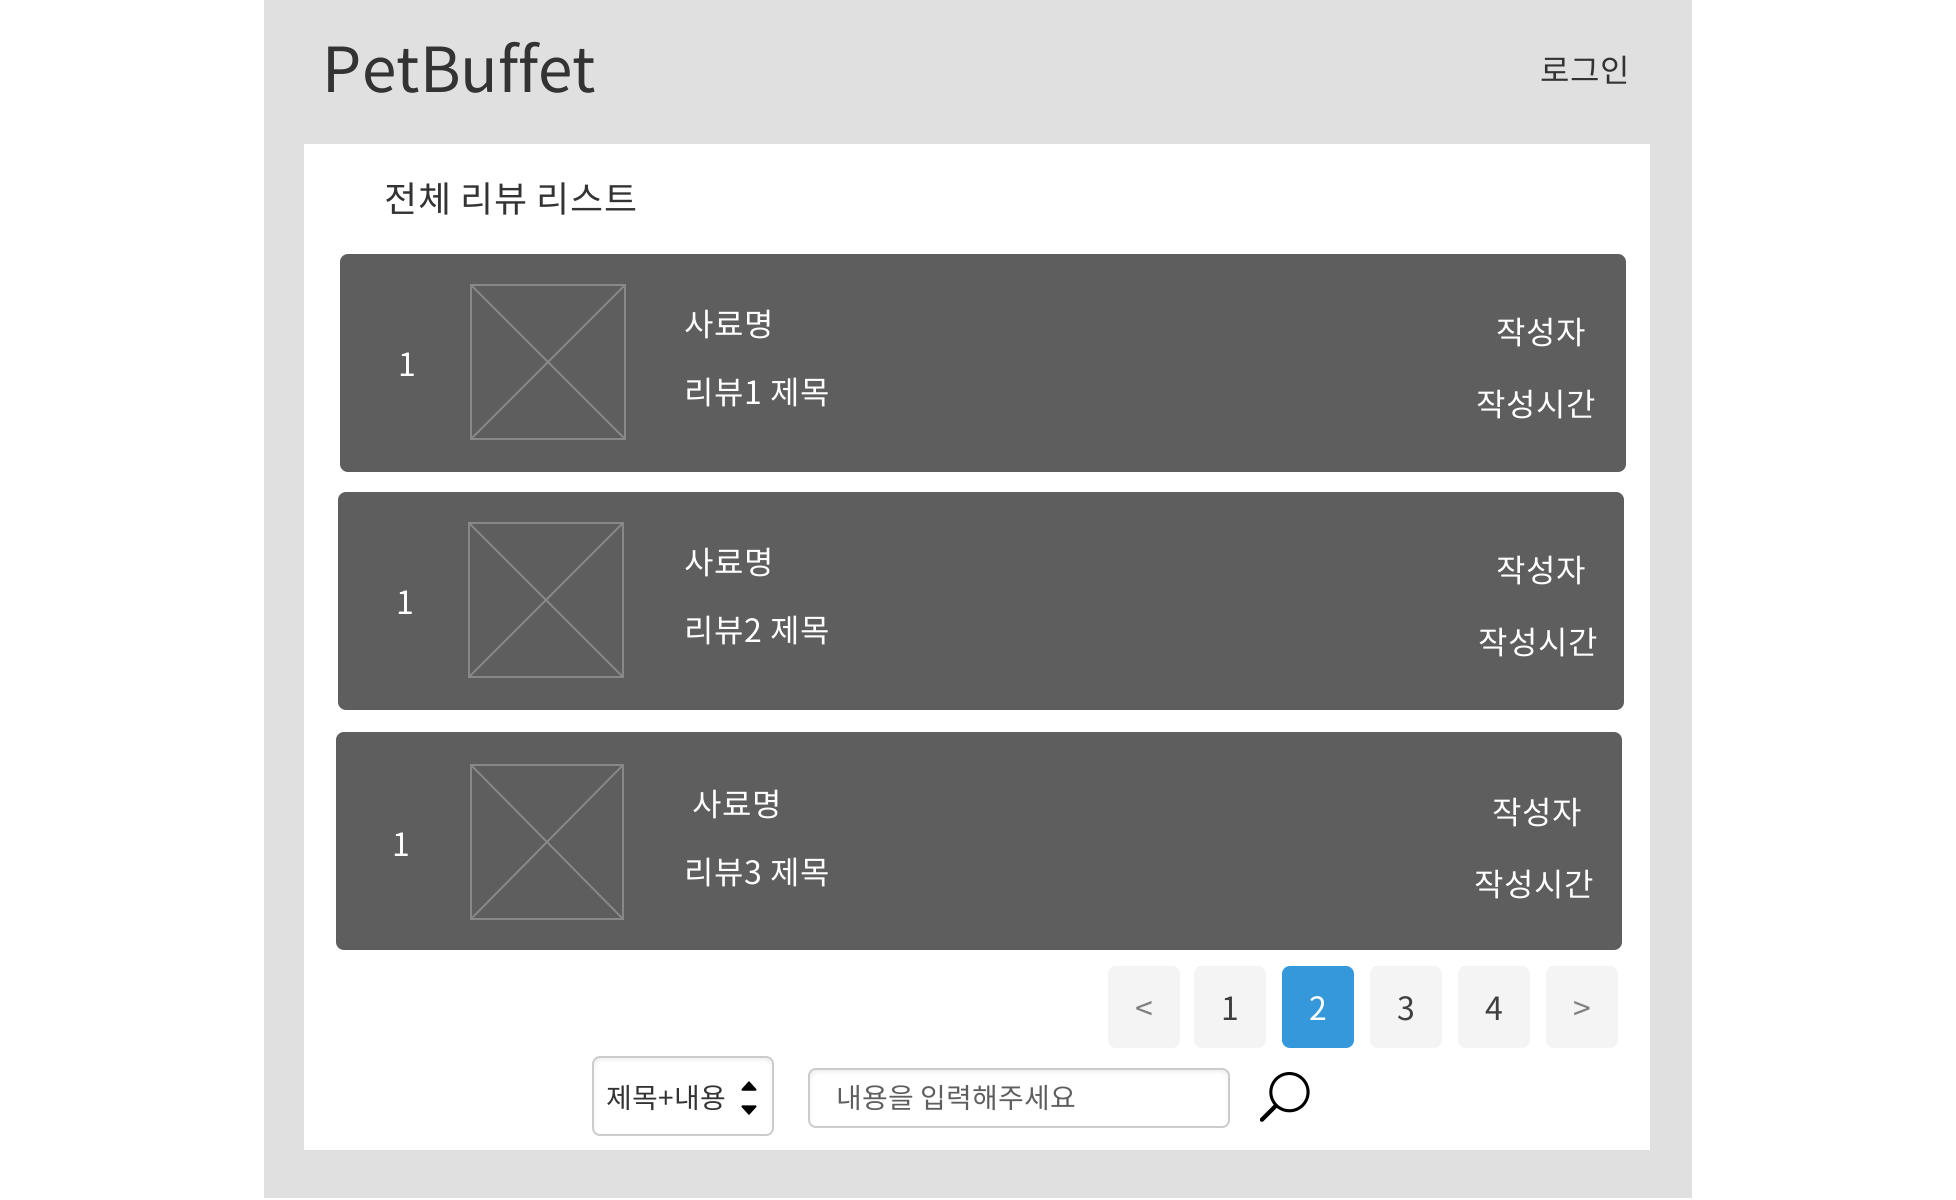 PetBuffet
로그인
전체 리뷰 리스트
1
사료명
리뷰1 제목
작성자
작성시간
1
사료명
리뷰2 제목
작성자
작성시간
1
사료명
리뷰3 제목
작성자
작성시간
< 1 2 3 4 >
제목+내용 내용을 입력해주세요